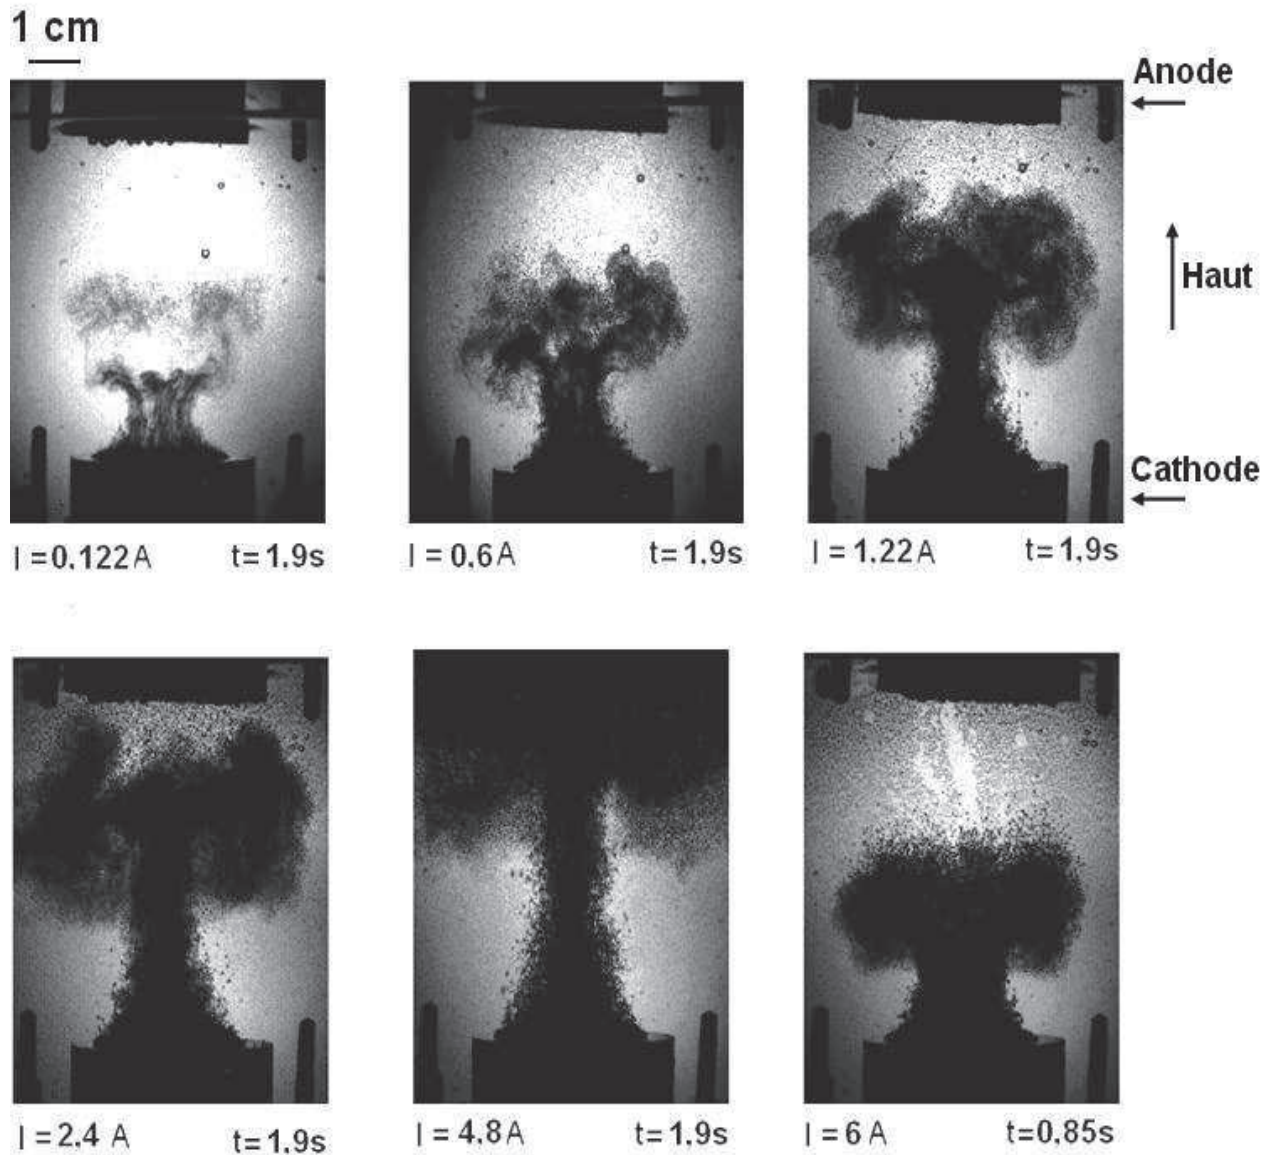 1 cm
Anode
Haut
Cathode
I = 0.122 A t= 1.9s
I = 0.6 A t= 1.9s
I = 1.22 A t= 1.9s
I = 2.4 A t= 1.9s
I = 4.8 A t= 1.9s
I = 6 A t=0.85s